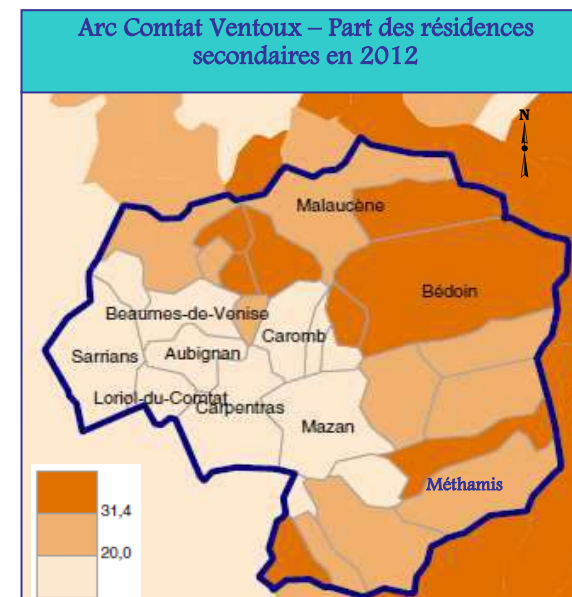 Arc Comtat Ventoux – Part des résidences
secondaires en 2012
N
Malaucène
Bédoin
Beaumes-de-Venise
Caromb
Sarrians
Aubignan
Loriol-du-Comtat
Carpentras
Mazan
Méthamis
31,4
20,0